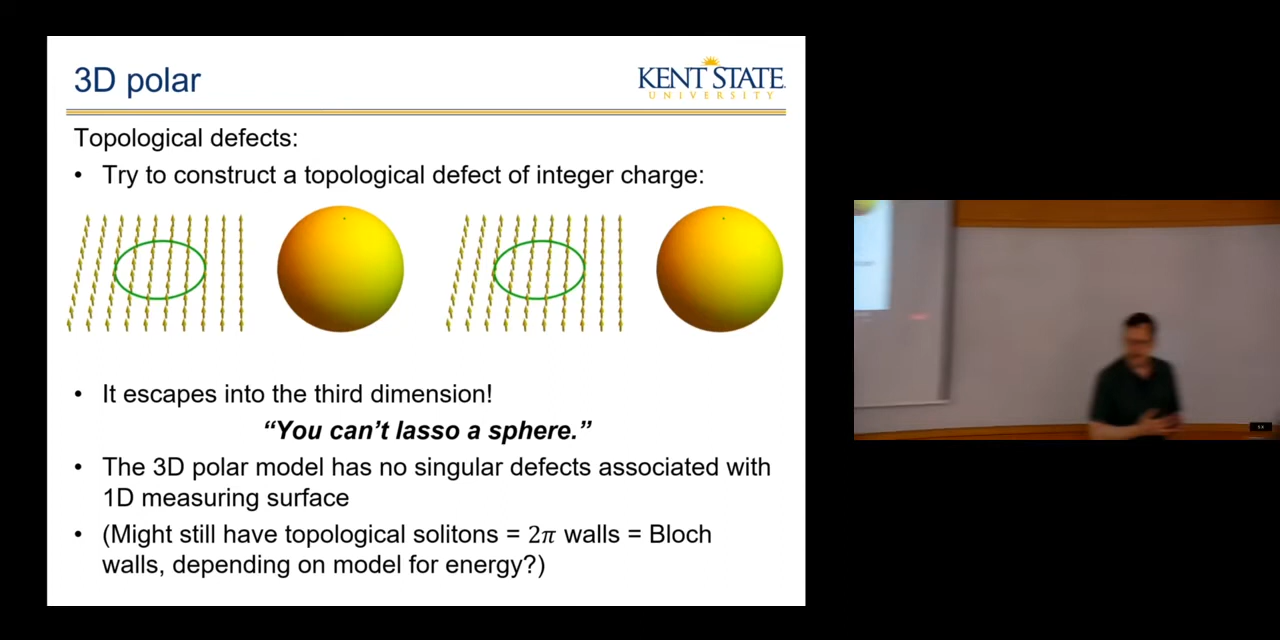 3D polar
KENT STATE
UNIVERSITY
Topological defects:
• Try to construct a topological defect of integer charge:
• It escapes into the third dimension!
“You can’t lasso a sphere.”
• The 3D polar model has no singular defects associated with
1D measuring surface
• (Might still have topological solitons = 2π walls = Bloch
walls, depending on model for energy?)